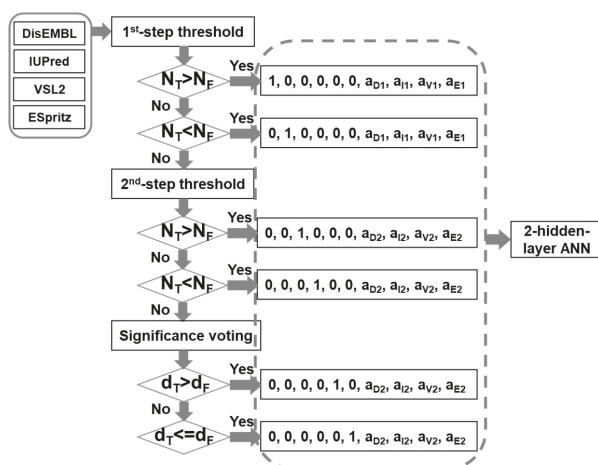 DisEMBL
IUPred
VSL2
ESpritz
1st-step threshold
NT>NF
Yes
1, 0, 0, 0, 0, 0, aD1, aI1, aV1, aE1
No
NT<NF
Yes
0, 1, 0, 0, 0, 0, aD1, aI1, aV1, aE1
No
2nd-step threshold
NT>NF
Yes
0, 0, 1, 0, 0, 0, aD2, aI2, aV2, aE2
No
NT<NF
Yes
0, 0, 0, 1, 0, 0, aD2, aI2, aV2, aE2
No
Significance voting
dT>dF
Yes
0, 0, 0, 0, 1, 0, aD2, aI2, aV2, aE2
No
dT<=dF
Yes
0, 0, 0, 0, 0, 1, aD2, aI2, aV2, aE2
2-hidden-
layer ANN